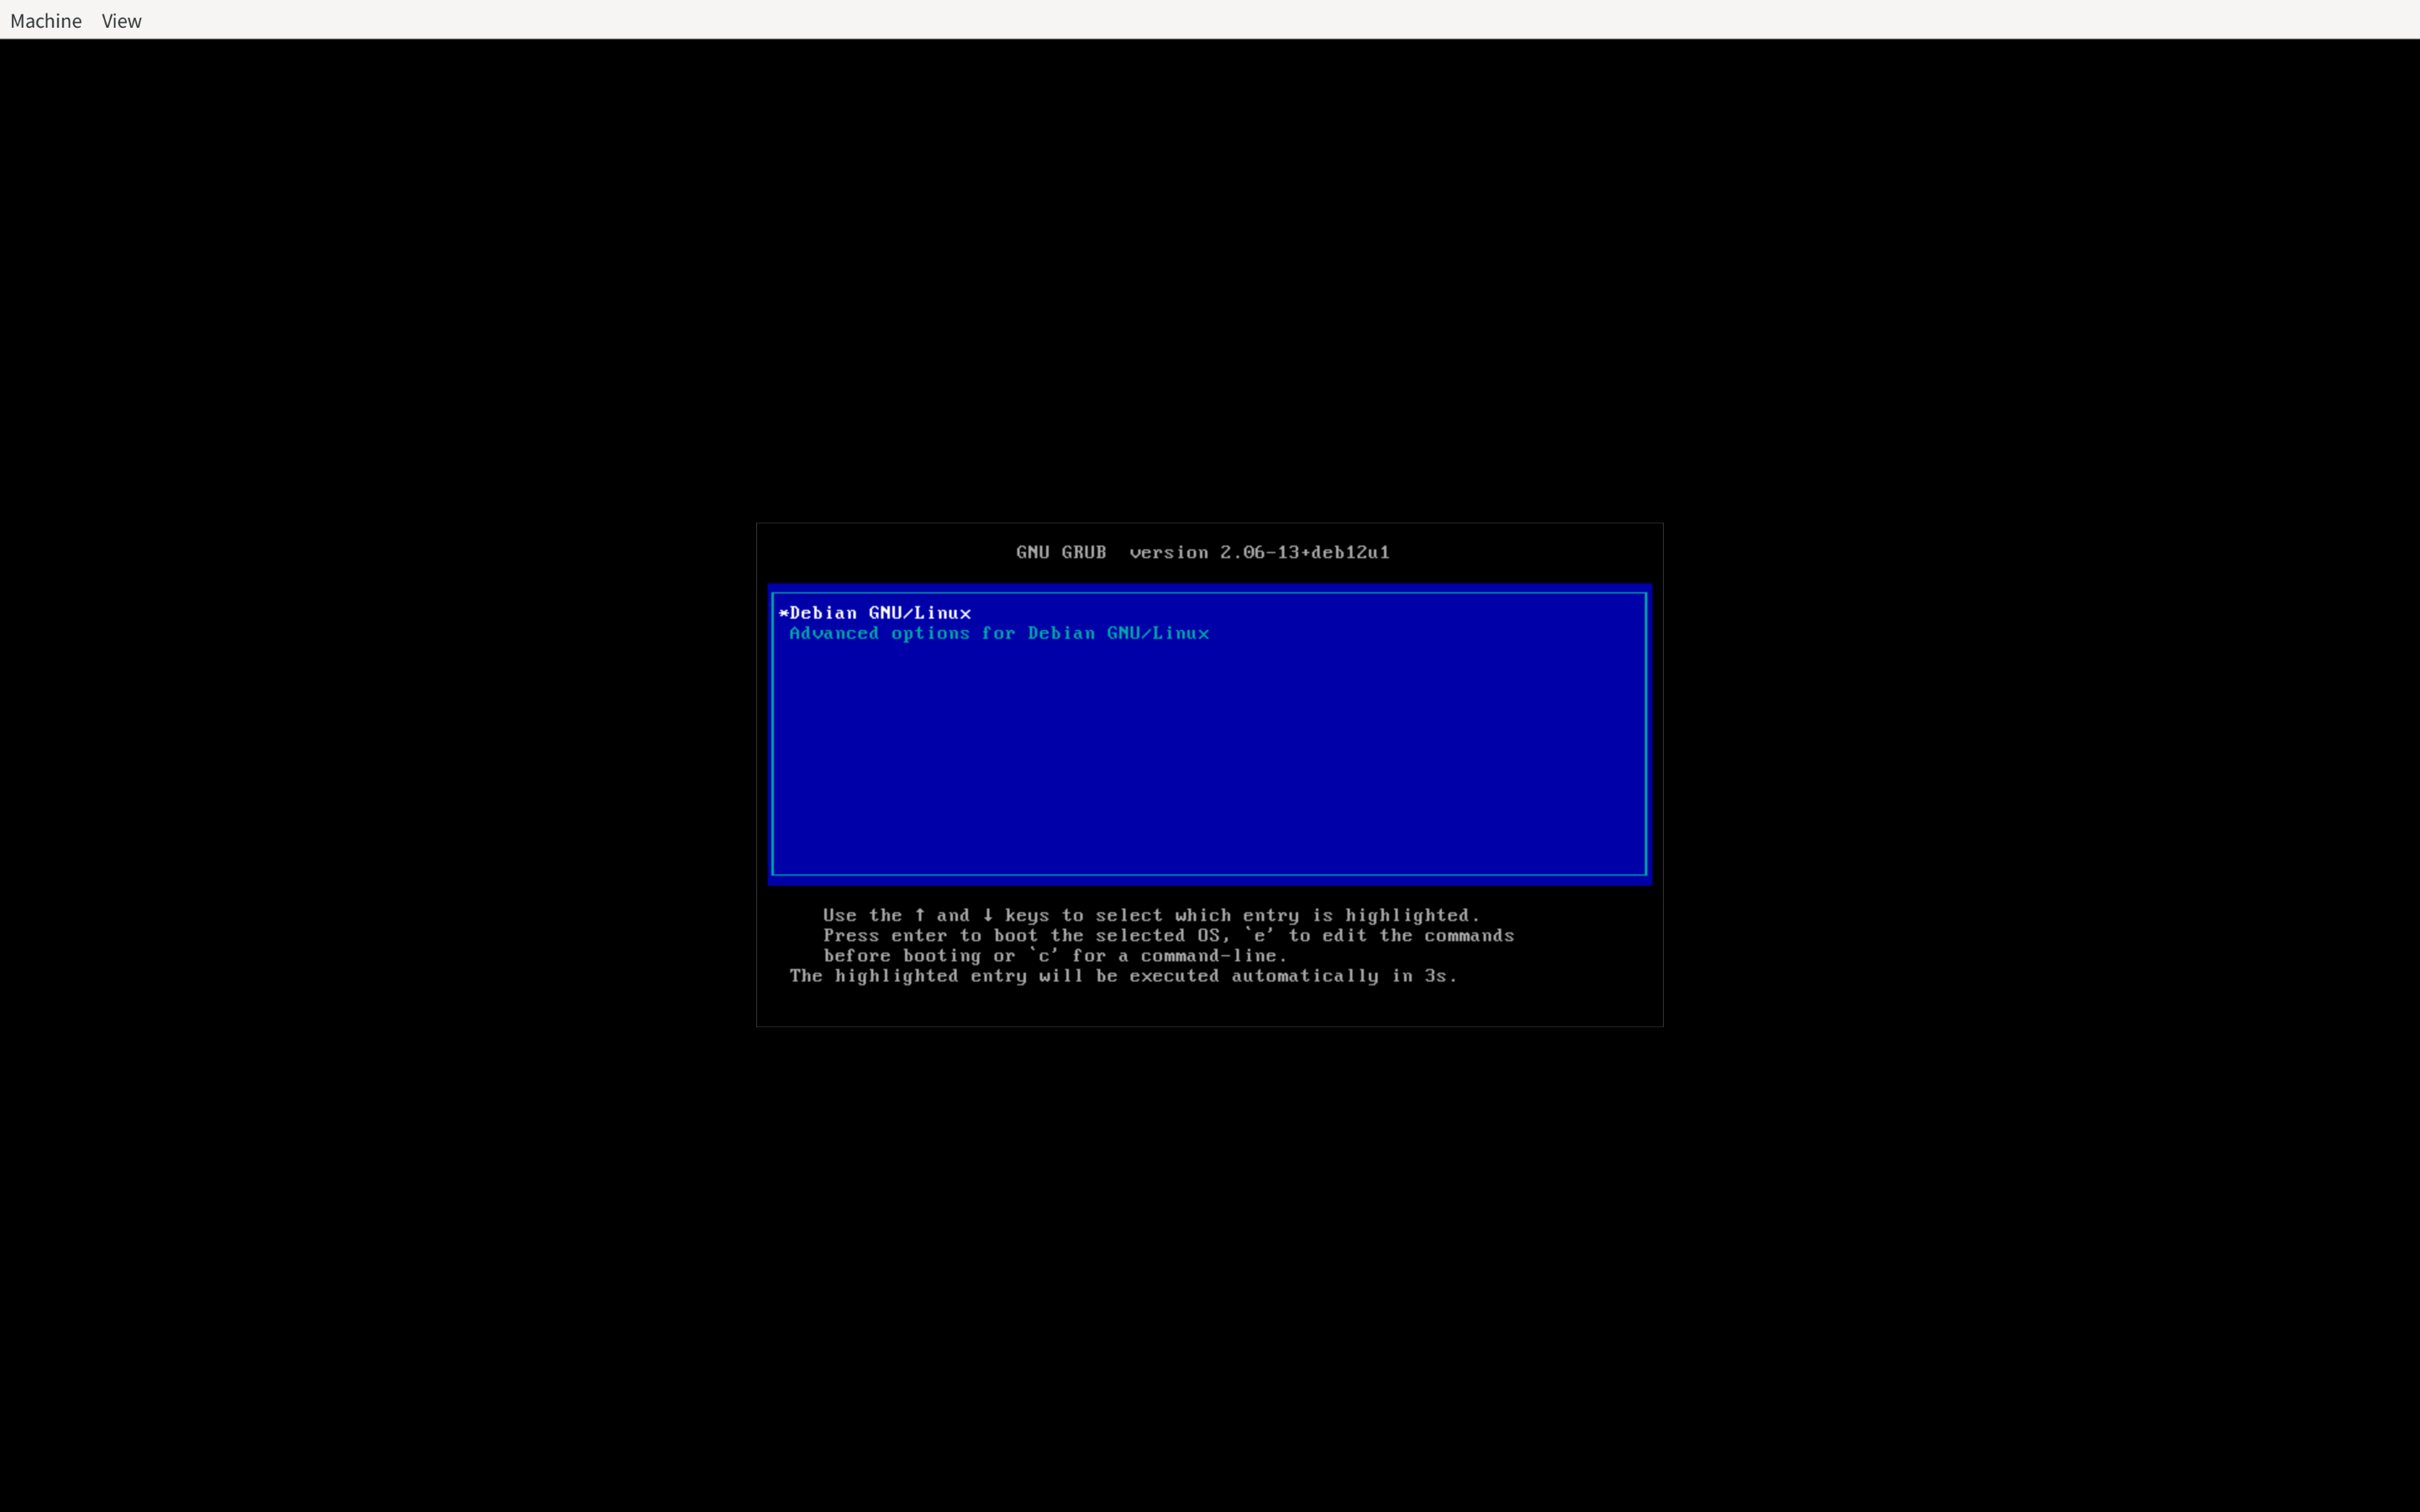 Machine View
GNU GRUB  version 2.06-13+deb12u1
*Debian GNU/Linux
Advanced options for Debian GNU/Linux
Use the ↑ and ↓ keys to select which entry is highlighted.
Press enter to boot the selected OS, `e' to edit the commands
before booting or `c' for a command-line.
The highlighted entry will be executed automatically in 3s.